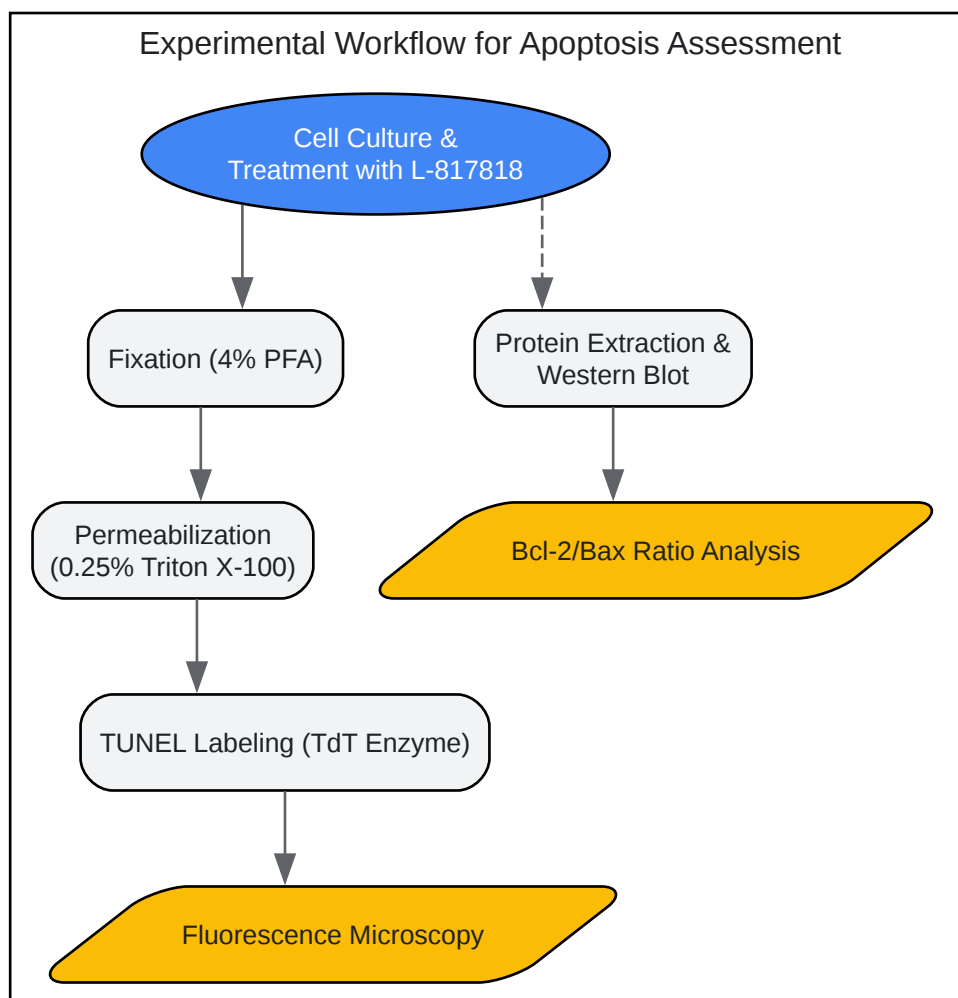 Experimental Workflow for Apoptosis Assessment
Cell Culture &
Treatment with L-817818
Fixation (4% PFA)
Protein Extraction &
Western Blot
Permeabilization
(0.25% Triton X-100)
Bcl-2/Bax Ratio Analysis
TUNEL Labeling (TdT Enzyme)
Fluorescence Microscopy